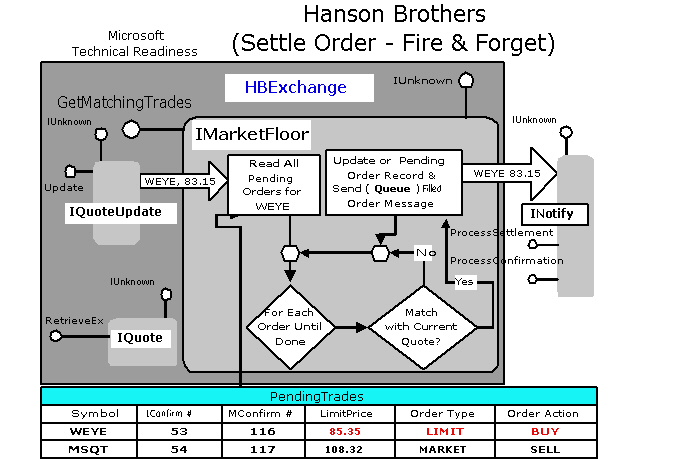 Hanson Brothers
(Settle Order - Fire & Forget)
Microsoft
Technical Readiness
HBExchange
IUnknown
GetMatchingTrades
IUnknown
IMarketFloor
IUnknown
Read All
Pending
Orders for
WEYE
Update or Pending
Order Record &
Send ( Queue ) Filled
Order Message
WEYE, 83.15
WEYE 83.15
Update
IQuoteUpdate
INotify
ProcessSettlement
No
ProcessConfirmation
IUnknown
Yes
For Each
Order Until
Done
Match
with Current
Quote?
RetrieveEx
IQuote
PendingTrades
Symbol LConfirm # MConfirm # LimitPrice Order Type Order Action
WEYE 53 116 85.35 LIMIT BUY
MSQT 54 117 108.32 MARKET SELL